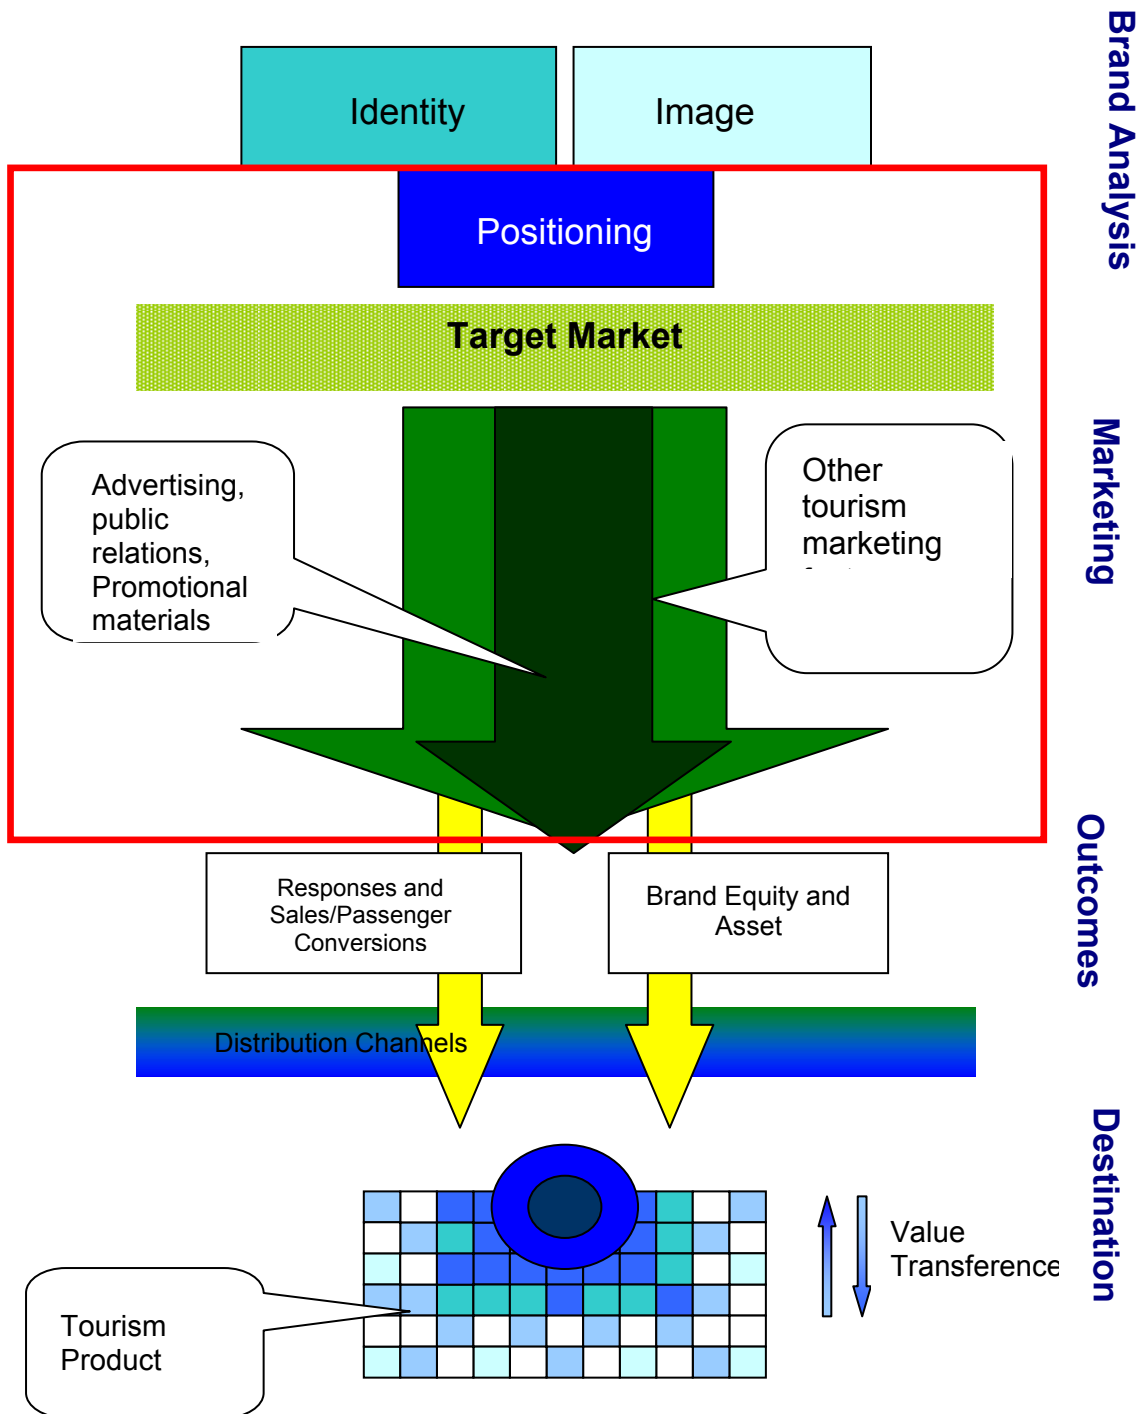 Brand Analysis
Identity
Image
Positioning
Target Market
Marketing
Advertising,
public
relations,
Promotional
materials
Other
tourism
marketing
Outcomes
Responses and
Sales/Passenger
Conversions
Brand Equity and
Asset
Distribution Channels
Destination
Value
Transference
Tourism
Product